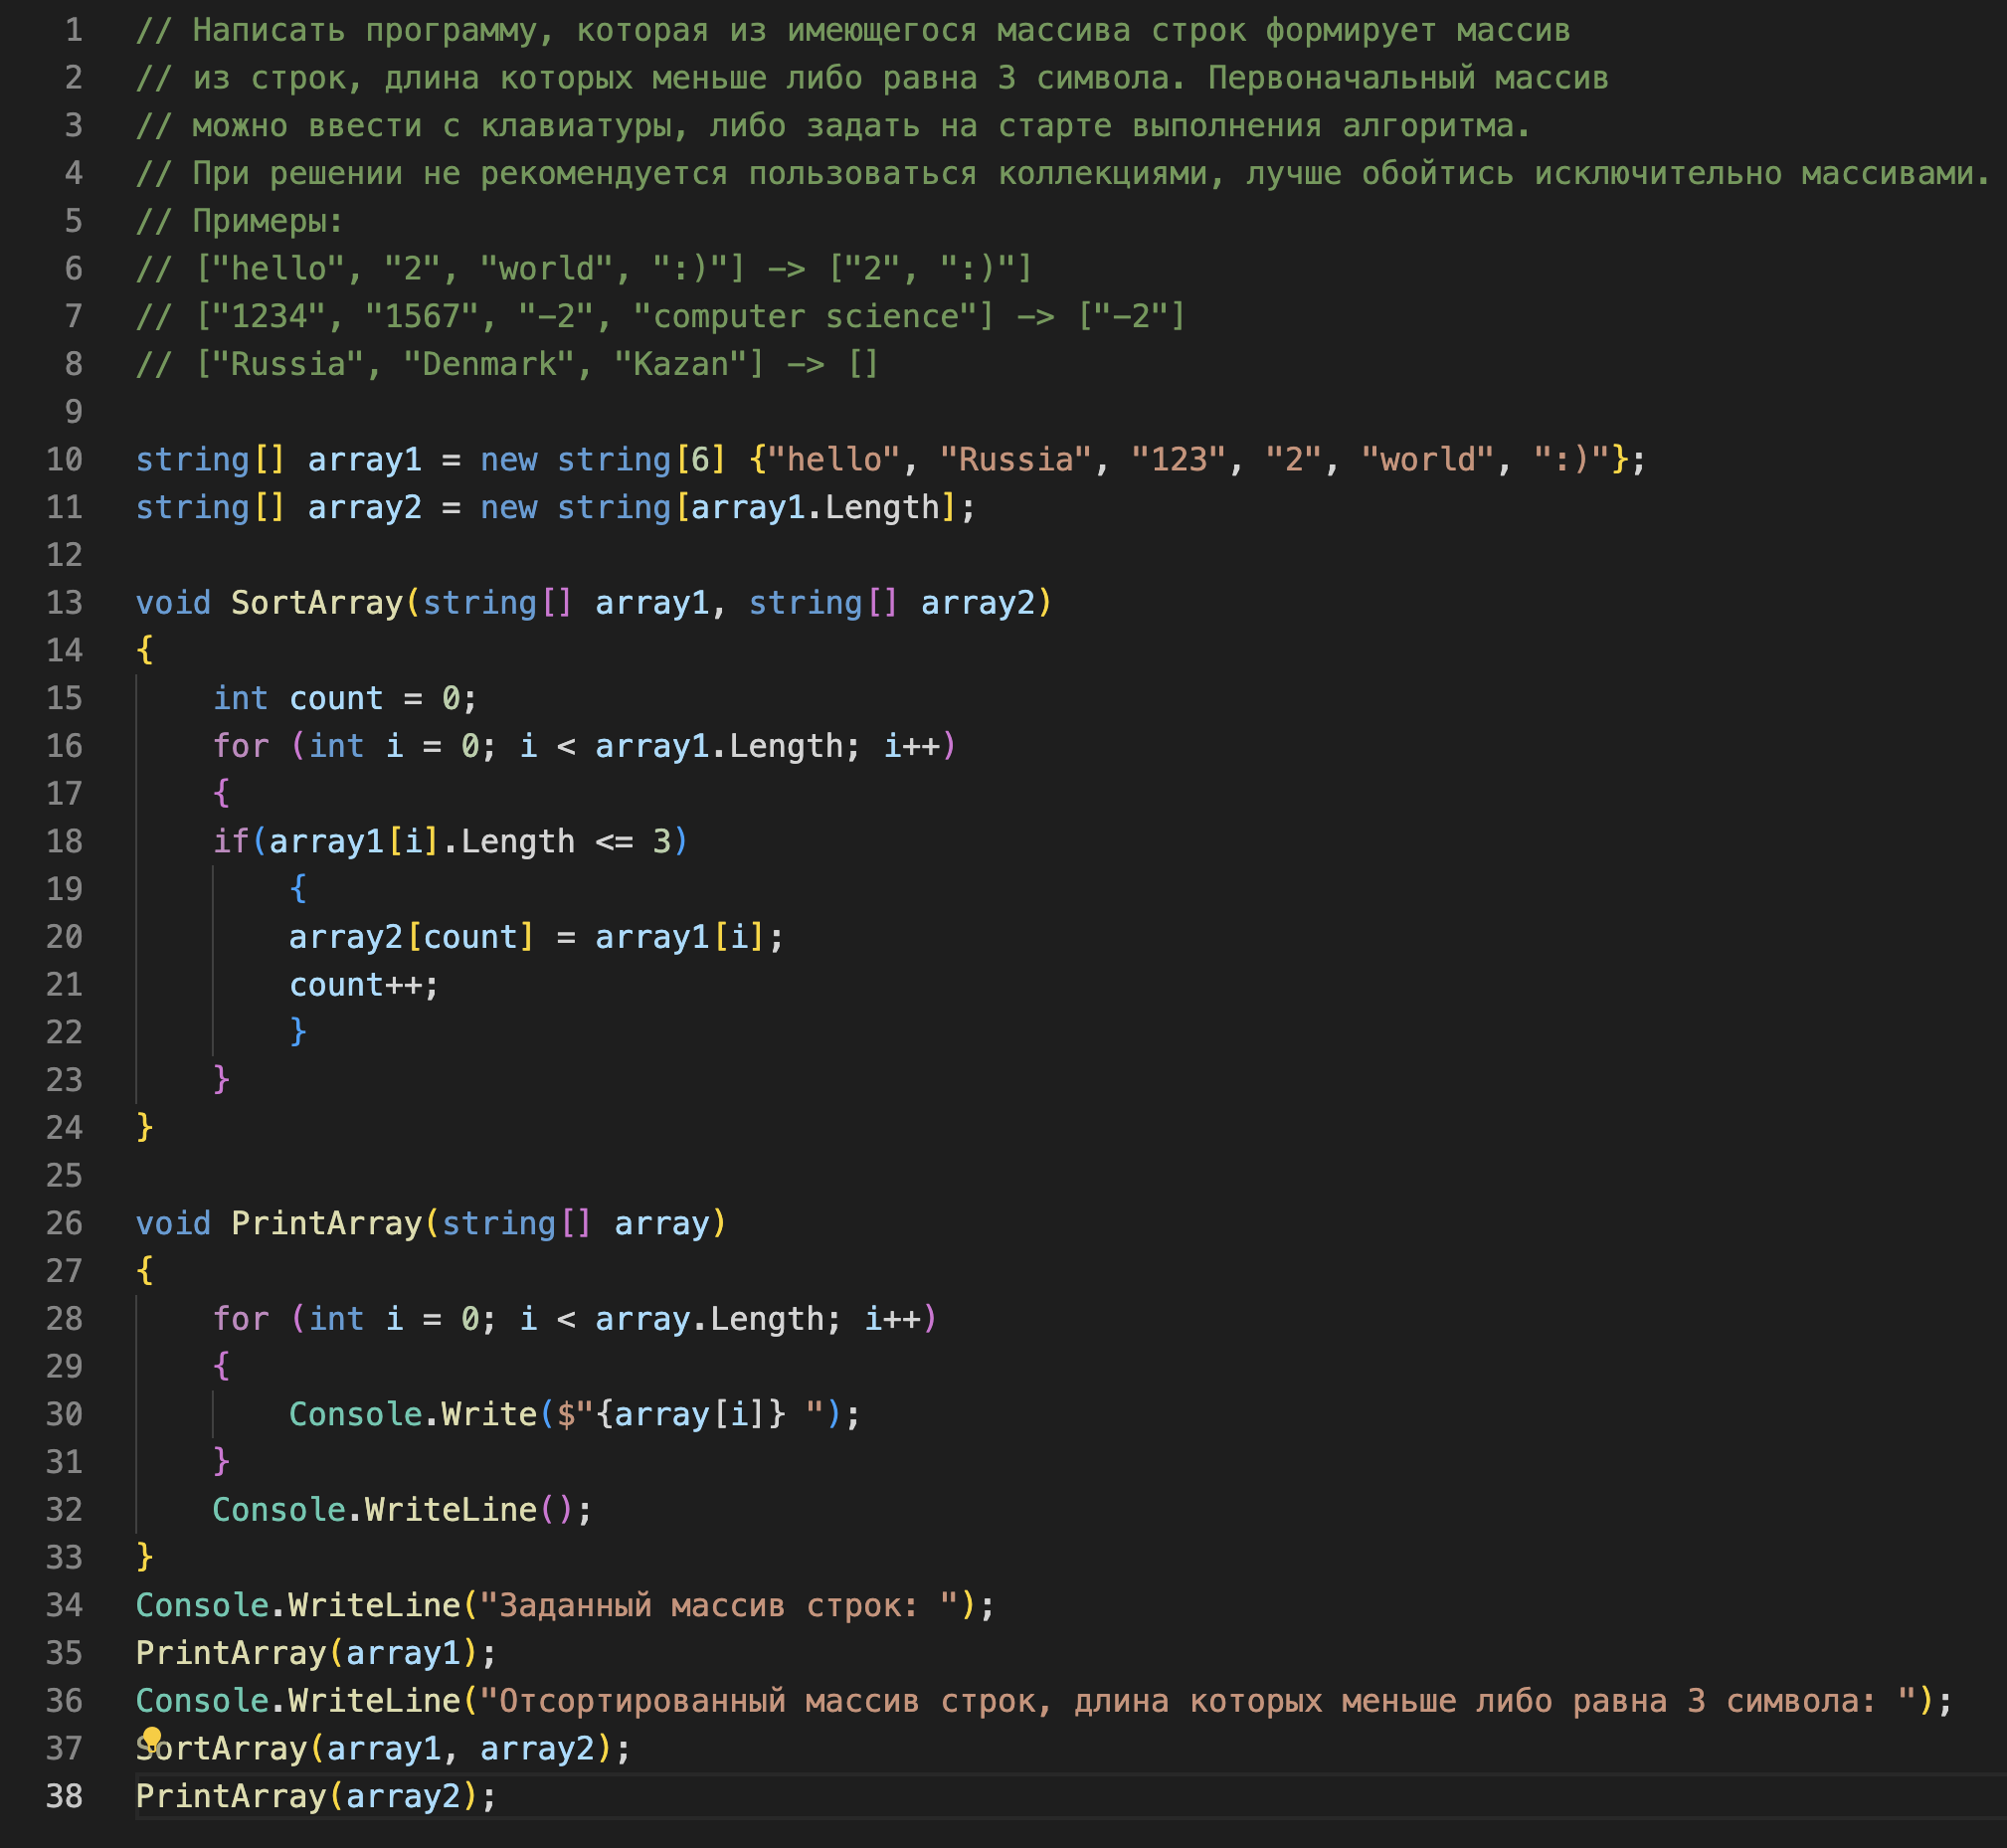 1 // Написать программу, которая из имеющегося массива строк формирует массив
2 // из строк, длина которых меньше либо равна 3 символа. Первоначальный массив
3 // можно ввести с клавиатуры, либо задать на старте выполнения алгоритма.
4 // При решении не рекомендуется пользоваться коллекциями, лучше обойтись исключительно массивами.
5 // Примеры:
6 // ["hello", "2", "world", ":)"] -> ["2", ":)"]
7 // ["1234", "1567", "-2", "computer science"] -> ["-2"]
8 // ["Russia", "Denmark", "Kazan"] -> []
9
10 string[] array1 = new string[6] {"hello", "Russia", "123", "2", "world", ":)"};
11 string[] array2 = new string[array1.Length];
12
13 void SortArray(string[] array1, string[] array2)
14 {
15     int count = 0;
16     for (int i = 0; i < array1.Length; i++)
17     {
18     if(array1[i].Length <= 3)
19         {
20         array2[count] = array1[i];
21         count++;
22         }
23     }
24 }
25
26 void PrintArray(string[] array)
27 {
28     for (int i = 0; i < array.Length; i++)
29     {
30         Console.Write($"{array[i]} ");
31     }
32     Console.WriteLine();
33 }
34 Console.WriteLine("Заданный массив строк: ");
35 PrintArray(array1);
36 Console.WriteLine("Отсортированный массив строк, длина которых меньше либо равна 3 символа: ");
37 SortArray(array1, array2);
38 PrintArray(array2);